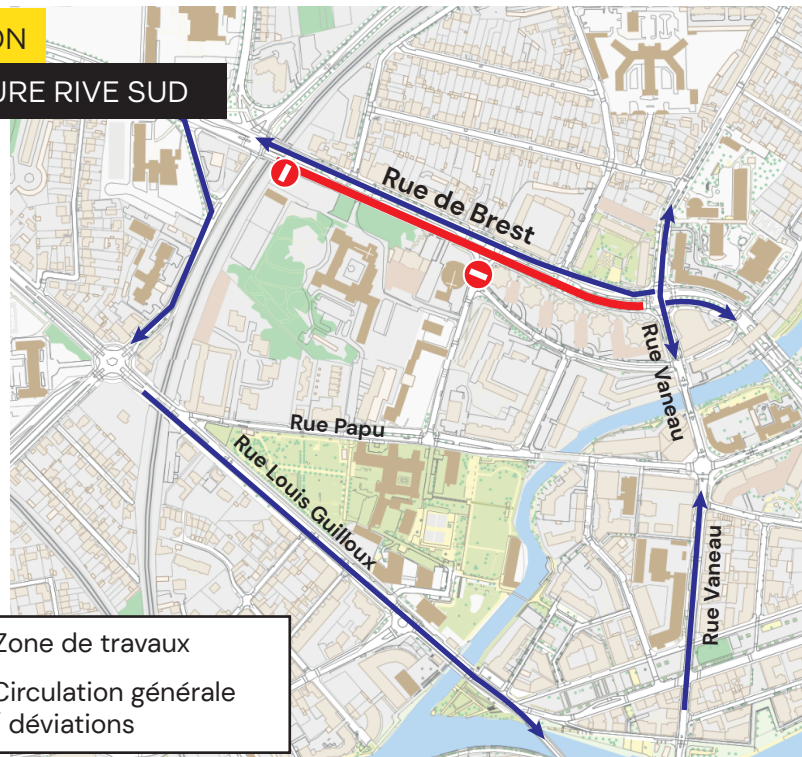 ON
URE RIVE SUD
Rue de Brest
Rue Vaneau
Rue Papu
Rue Louis Guilloux
Rue Vaneau
Zone de travaux
Circulation générale
/ déviations